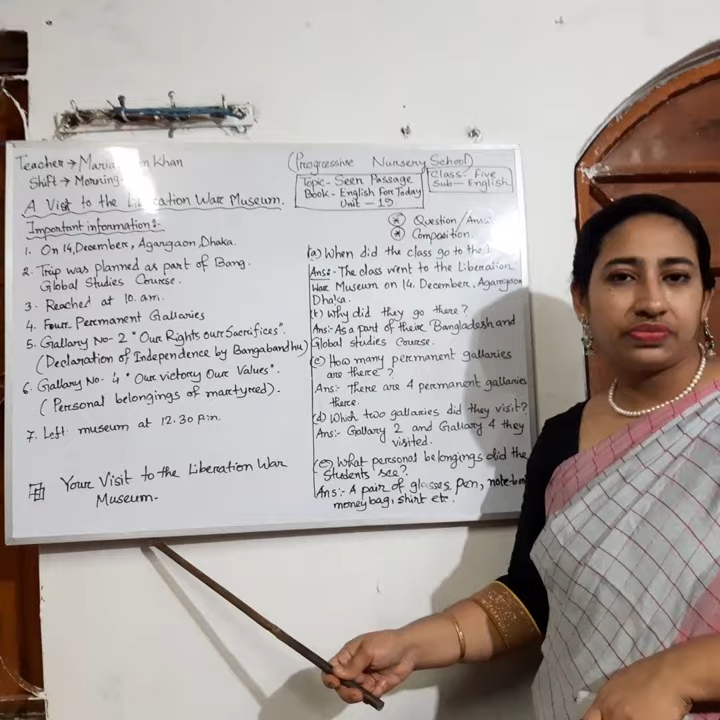 Teacher → Maria Khan
Shift → Morning
(Progressive Nursery School)
Topic- Seen Passage
Book- English For Today
Unit - 19
Class: Five
Sub- English
A Visit to the Liberation War Museum.
Important information:-
1. On 14, December, Agargaon, Dhaka.
2. Trip was planned as part of Bang.
Global Studies Course.
3. Reached at 10. am.
4. Four Permanent Gallaries
5. Gallary No- 2 "Our Rights our Sacrifices".
(Declaration of Independence by Bangabandhu)
6. Gallary No- 4 "Our victory Our Values".
(Personal belongings of martyred).
7. Left museum at 12.30 p.m.
Your Visit to the Liberation War
Museum-
Question/
Composition.
(a) When did the class go to the
Ans:- The class went to the Liberation
War Museum on 14. December, Agargaon
Dhaka.
(b) Why did they go there?
Ans:- As a part of their Bangladesh and
Global studies Course.
(c) How many permanent gallaries
are there?
Ans:- There are 4 permanent gallaries
there.
(d) Which two gallaries did they visit?
Ans:- Gallary 2 and Gallary 4 they
visited.
(e) What personal belongings did the
Students see?
Ans:- A pair of glasses, pen,
money bag, shirt etc.